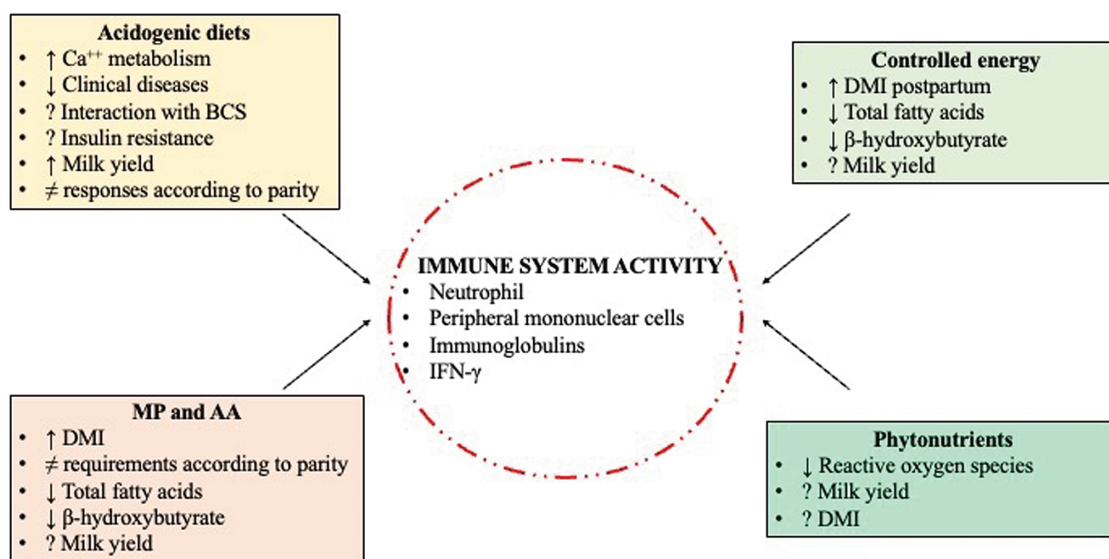 Acidogenic diets
• ↑ Ca⁺⁺ metabolism
• ↓ Clinical diseases
• ? Interaction with BCS
• ? Insulin resistance
• ↑ Milk yield
• ≠ responses according to parity
Controlled energy
• ↑ DMI postpartum
• ↓ Total fatty acids
• ↓ β-hydroxybutyrate
• ? Milk yield
IMMUNE SYSTEM ACTIVITY
• Neutrophil
• Peripheral mononuclear cells
• Immunoglobulins
• IFN-γ
MP and AA
• ↑ DMI
• ≠ requirements according to parity
• ↓ Total fatty acids
• ↓ β-hydroxybutyrate
• ? Milk yield
Phytonutrients
• ↓ Reactive oxygen species
• ? Milk yield
• ? DMI